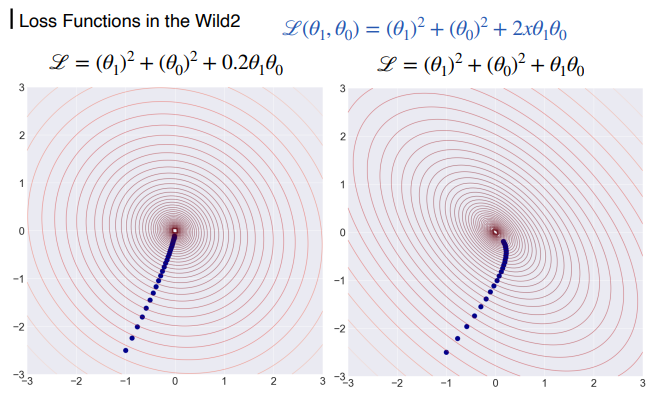 Loss Functions in the Wild2
ℒ(θ₁, θ₀) = (θ₁)² + (θ₀)² + 2xθ₁θ₀
ℒ = (θ₁)² + (θ₀)² + 0.2θ₁θ₀
ℒ = (θ₁)² + (θ₀)² + θ₁θ₀
3
2
1
0
−1
−2
−3
−3 −2 −1 0 1 2 3
3
2
1
0
−1
−2
−3
−3 −2 −1 0 1 2 3